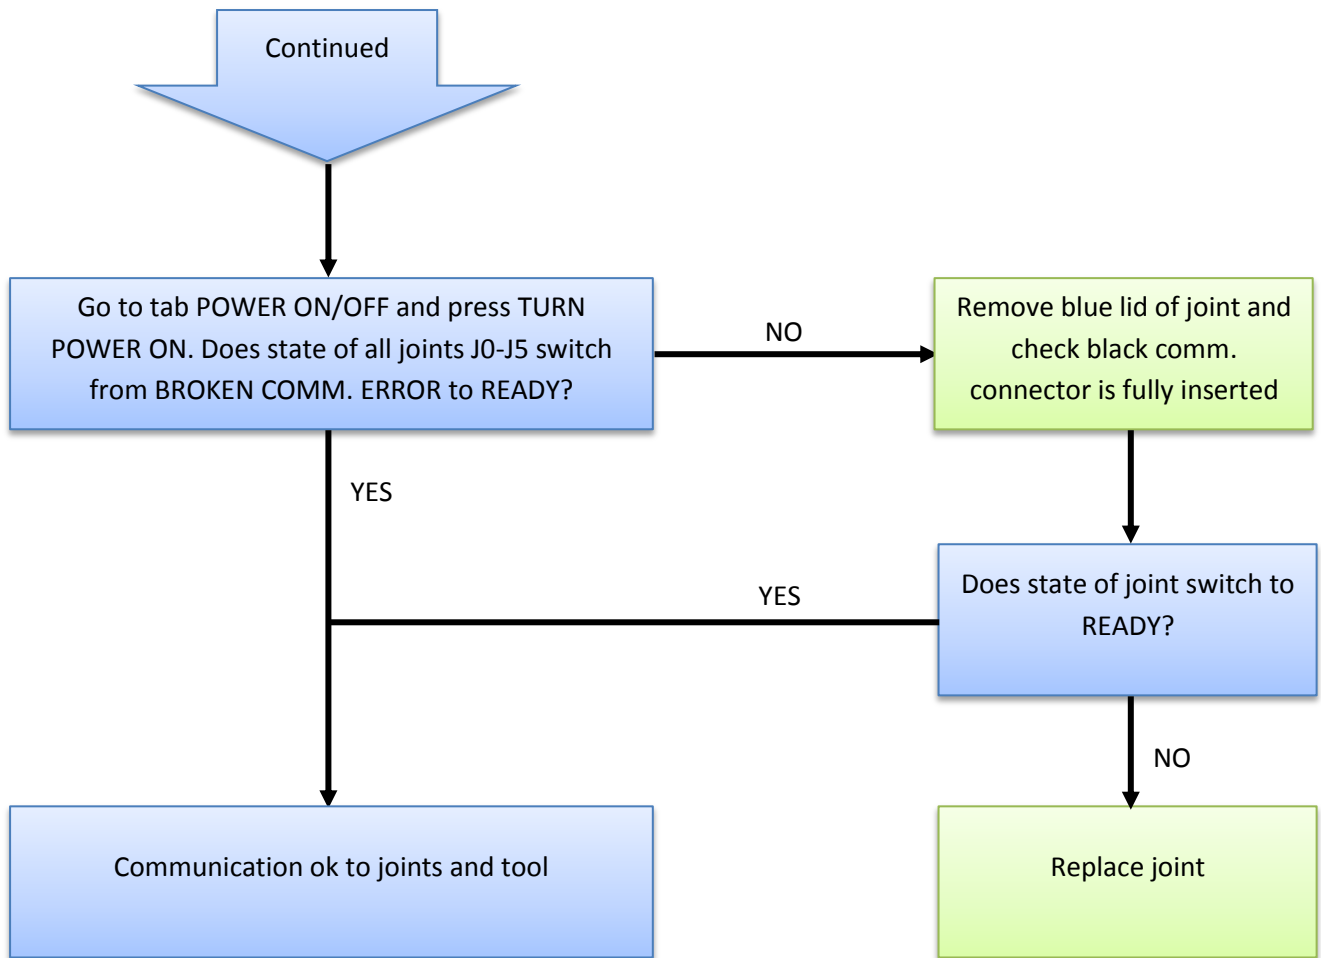 Continued
Go to tab POWER ON/OFF and press TURN
POWER ON. Does state of all joints J0-J5 switch
from BROKEN COMM. ERROR to READY?
NO
Remove blue lid of joint and
check black comm.
connector is fully inserted
YES
YES
Does state of joint switch to
READY?
NO
Communication ok to joints and tool
Replace joint